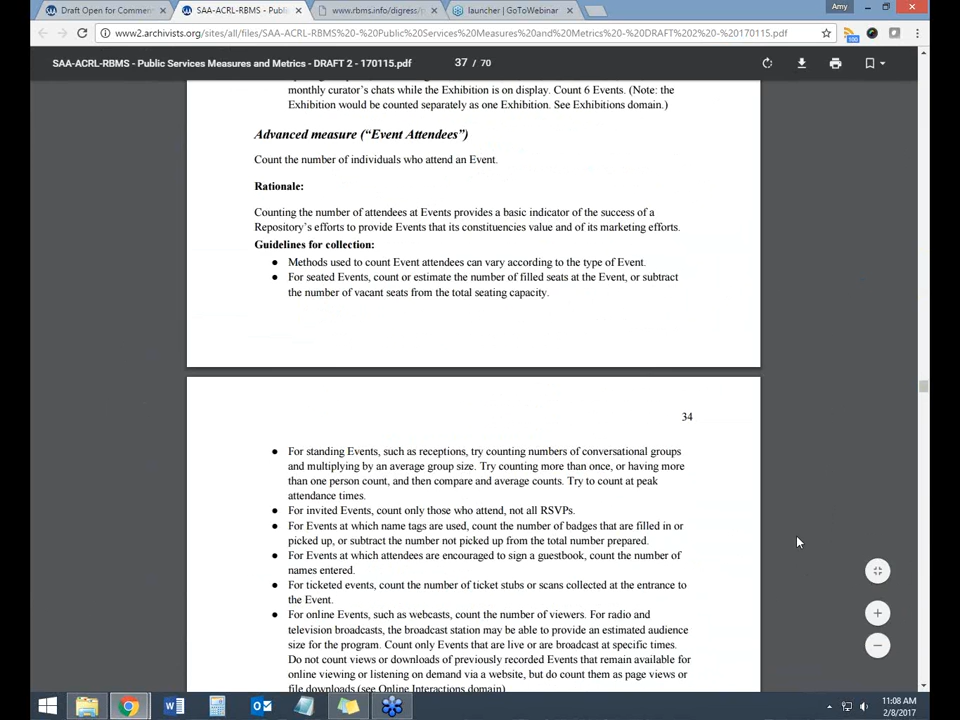 Draft Open for Commen
SAA-ACRL-RBMS - Publi
www.rbms.info/digress/p
launcher | GoToWebinar
Amy
www2.archivists.org/sites/all/files/SAA-ACRL-RBMS%20-%20Public%20Services%20Measures%20and%20Metrics%20-%20DRAFT%202%20-%20170115.pdf
SAA-ACRL-RBMS - Public Services Measures and Metrics - DRAFT 2 - 170115.pdf
37 / 70
monthly curator's chats while the Exhibition is on display. Count 6 Events. (Note: the
Exhibition would be counted separately as one Exhibition. See Exhibitions domain.)
Advanced measure (“Event Attendees”)
Count the number of individuals who attend an Event.
Rationale:
Counting the number of attendees at Events provides a basic indicator of the success of a
Repository's efforts to provide Events that its constituencies value and of its marketing efforts.
Guidelines for collection:
● Methods used to count Event attendees can vary according to the type of Event.
● For seated Events, count or estimate the number of filled seats at the Event, or subtract
the number of vacant seats from the total seating capacity.
34
● For standing Events, such as receptions, try counting numbers of conversational groups
and multiplying by an average group size. Try counting more than once, or having more
than one person count, and then compare and average counts. Try to count at peak
attendance times.
● For invited Events, count only those who attend, not all RSVPs.
● For Events at which name tags are used, count the number of badges that are filled in or
picked up, or subtract the number not picked up from the total number prepared.
● For Events at which attendees are encouraged to sign a guestbook, count the number of
names entered.
● For ticketed events, count the number of ticket stubs or scans collected at the entrance to
the Event.
● For online Events, such as webcasts, count the number of viewers. For radio and
television broadcasts, the broadcast station may be able to provide an estimated audience
size for the program. Count only Events that are live or are broadcast at specific times.
Do not count views or downloads of previously recorded Events that remain available for
online viewing or listening on demand via a website, but do count them as page views or
file downloads (see Online Interactions domain)
11:08 AM
2/8/2017